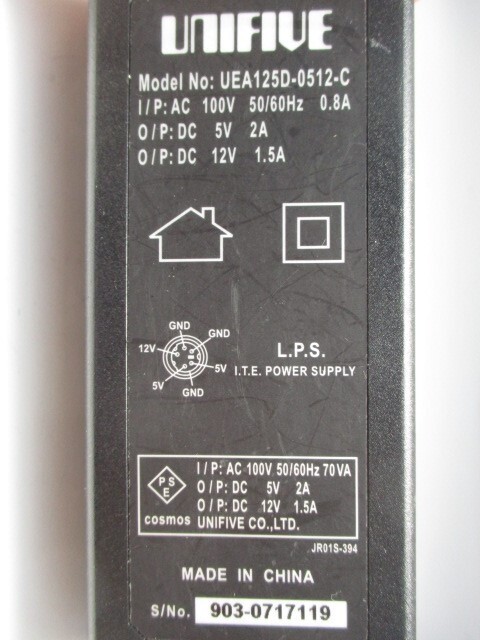 UNIFIVE
Model No: UEA125D-0512-C
I/P: AC 100V 50/60Hz 0.8A
O/P: DC 5V 2A
O/P: DC 12V 1.5A
GND
GND
12V
5V
5V
GND
L.P.S.
I.T.E. POWER SUPPLY
I/P: AC 100V 50/60Hz 70VA
PS
E
O/P: DC 5V 2A
O/P: DC 12V 1.5A
cosmos UNIFIVE CO.,LTD.
JR01S-394
MADE IN CHINA
S/No. 903-0717119